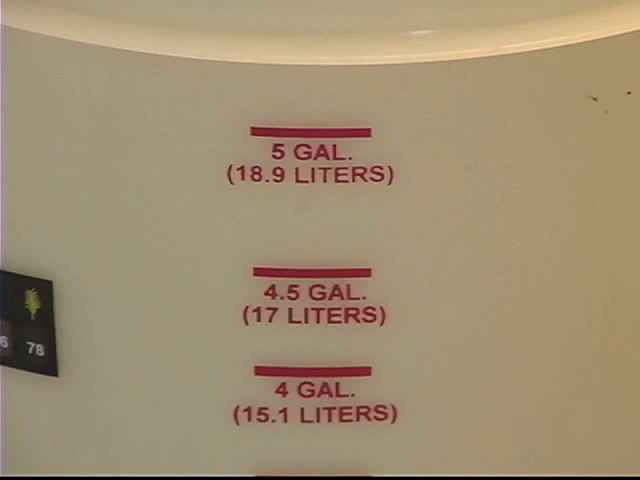 5 GAL.
(18.9 LITERS)
4.5 GAL.
(17 LITERS)
4 GAL.
(15.1 LITERS)
6 78